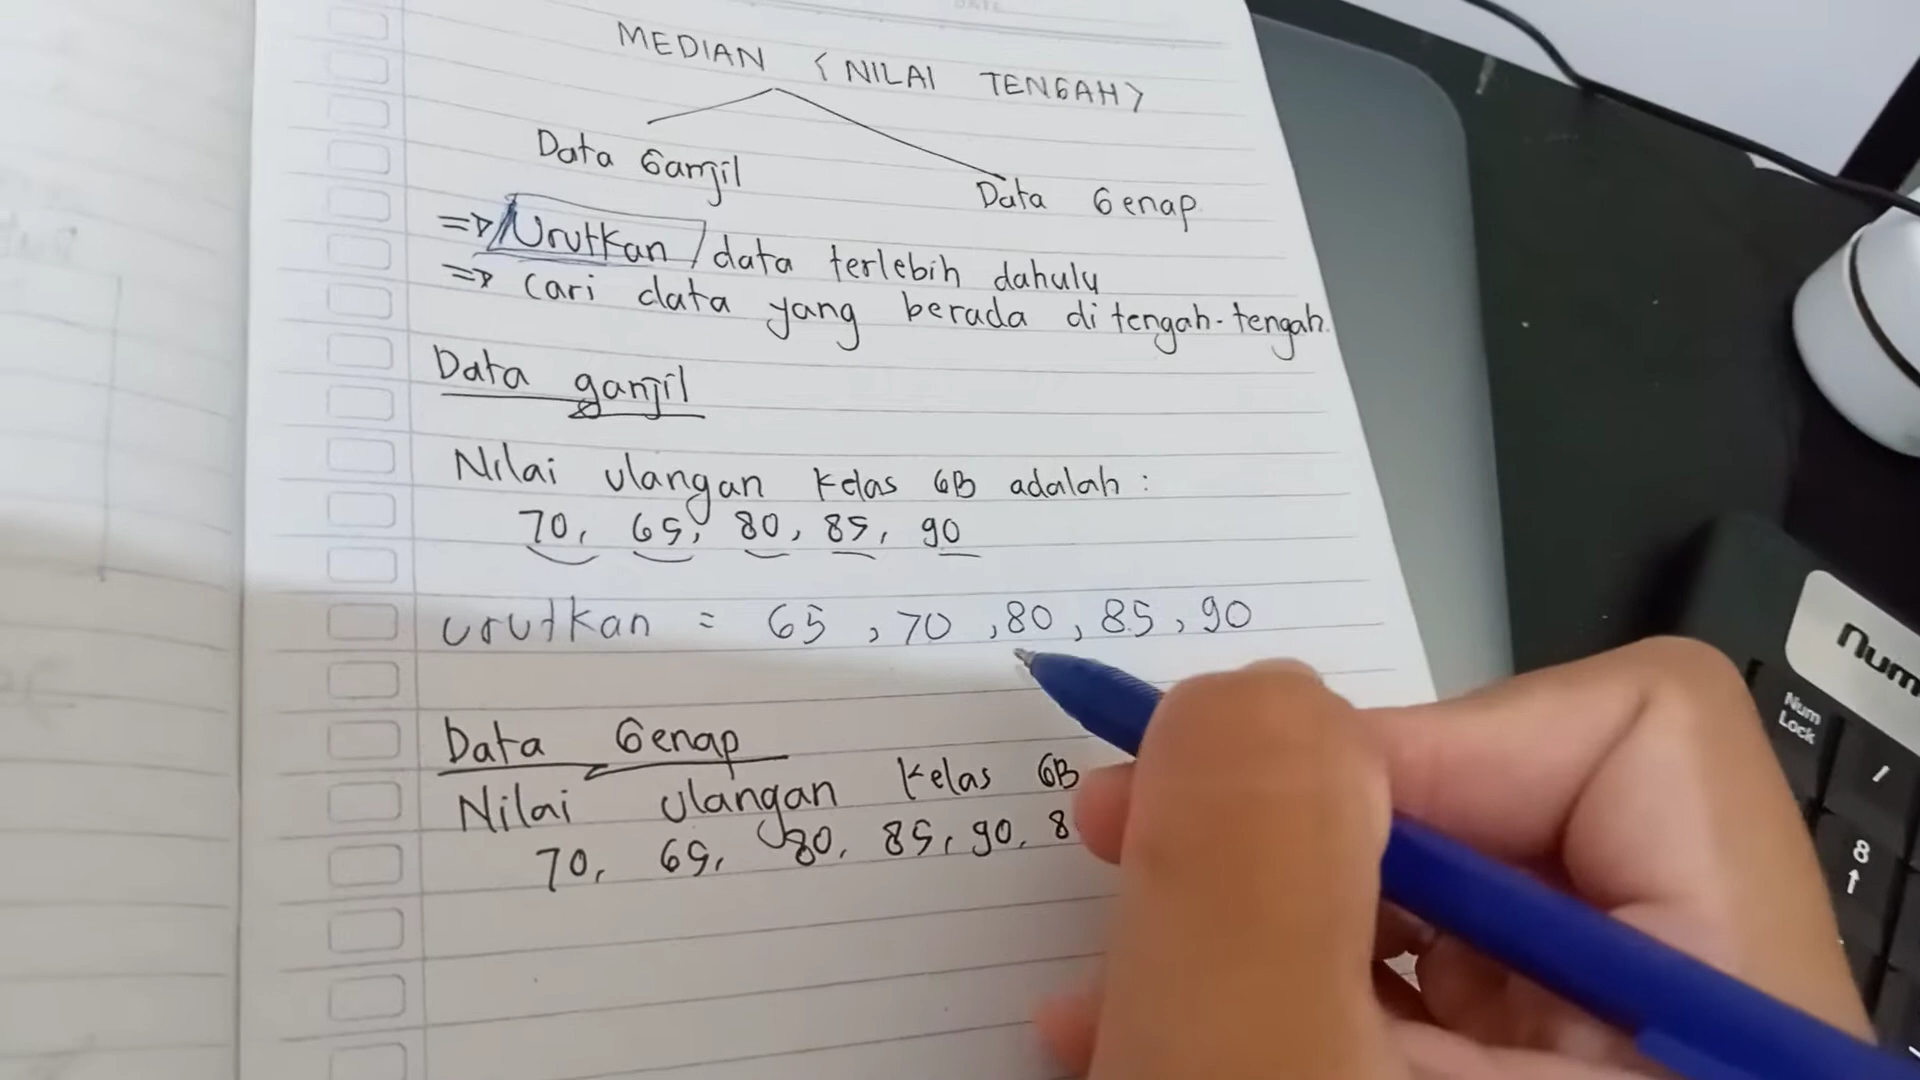 MEDIAN <NILAI TENGAH>
Data Ganjil
Data Genap
=> Urutkan data terlebih dahulu
=> Cari data yang berada di tengah-tengah.
Data ganjil
Nilai ulangan Kelas 6B adalah :
70, 65, 80, 85, 90
urutkan = 65, 70, 80, 85, 90
Data Genap
Nilai ulangan Kelas 6B
70, 65, 80, 85, 90, 8
Num
Num Lock
/
8
↑